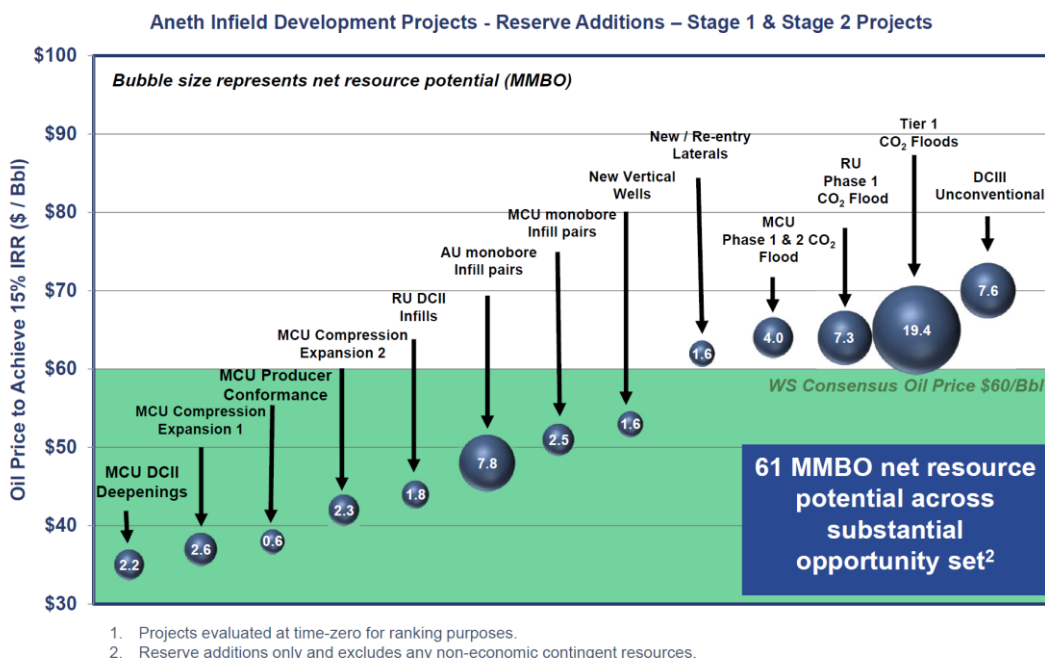 Aneth Infield Development Projects - Reserve Additions – Stage 1 & Stage 2 Projects
Oil Price to Achieve 15% IRR ($ / Bbl)
$100
$90
$80
$70
$60
$50
$40
$30
Bubble size represents net resource potential (MMBO)
MCU DCII
Deepenings
2.2
MCU Compression
Expansion 1
2.6
MCU Producer
Conformance
0.6
MCU Compression
Expansion 2
2.3
RU DCII
Infills
1.8
AU monobore
Infill pairs
7.8
MCU monobore
Infill pairs
2.5
New Vertical
Wells
1.6
New / Re-entry
Laterals
1.6
MCU
Phase 1 & 2 CO₂
Flood
4.0
RU
Phase 1
CO₂ Flood
7.3
Tier 1
CO₂ Floods
19.4
DCIII
Unconventional
7.6
WS Consensus Oil Price $60/Bbl
61 MMBO net resource
potential across
substantial
opportunity set²
1. Projects evaluated at time-zero for ranking purposes.
2. Reserve additions only and excludes any non-economic contingent resources.